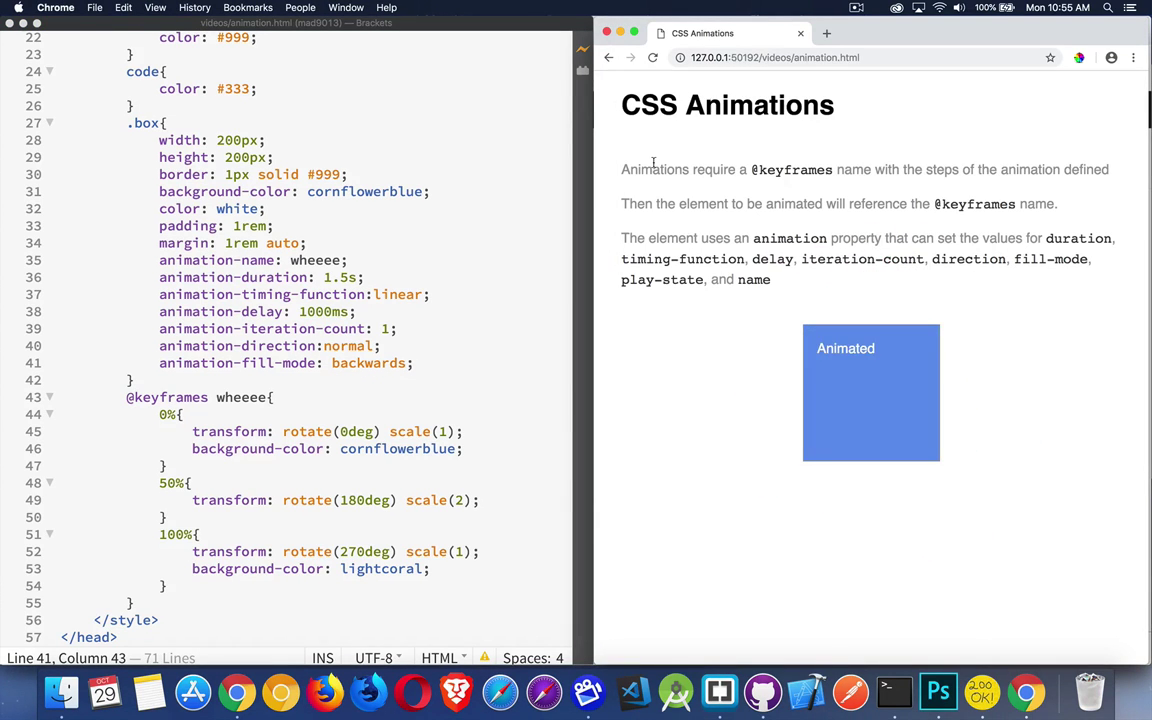 Chrome File Edit View History Bookmarks People Window Help 100% Mon 10:55 AM
videos/animation.html (mad9013) — Brackets
22 color: #999;
23 }
24 code{
25 color: #333;
26 }
27 .box{
28 width: 200px;
29 height: 200px;
30 border: 1px solid #999;
31 background-color: cornflowerblue;
32 color: white;
33 padding: 1rem;
34 margin: 1rem auto;
35 animation-name: wheeee;
36 animation-duration: 1.5s;
37 animation-timing-function:linear;
38 animation-delay: 1000ms;
39 animation-iteration-count: 1;
40 animation-direction:normal;
41 animation-fill-mode: backwards;
42 }
43 @keyframes wheeee{
44 0%{
45 transform: rotate(0deg) scale(1);
46 background-color: cornflowerblue;
47 }
48 50%{
49 transform: rotate(180deg) scale(2);
50 }
51 100%{
52 transform: rotate(270deg) scale(1);
53 background-color: lightcoral;
54 }
55 }
56 </style>
57 </head>
Line 41, Column 43 — 71 Lines INS UTF-8 HTML Spaces: 4
CSS Animations
127.0.0.1:50192/videos/animation.html
CSS Animations
Animations require a @keyframes name with the steps of the animation defined
Then the element to be animated will reference the @keyframes name.
The element uses an animation property that can set the values for duration,
timing-function, delay, iteration-count, direction, fill-mode,
play-state, and name
Animated
OCT
29
Ps
200
OK!